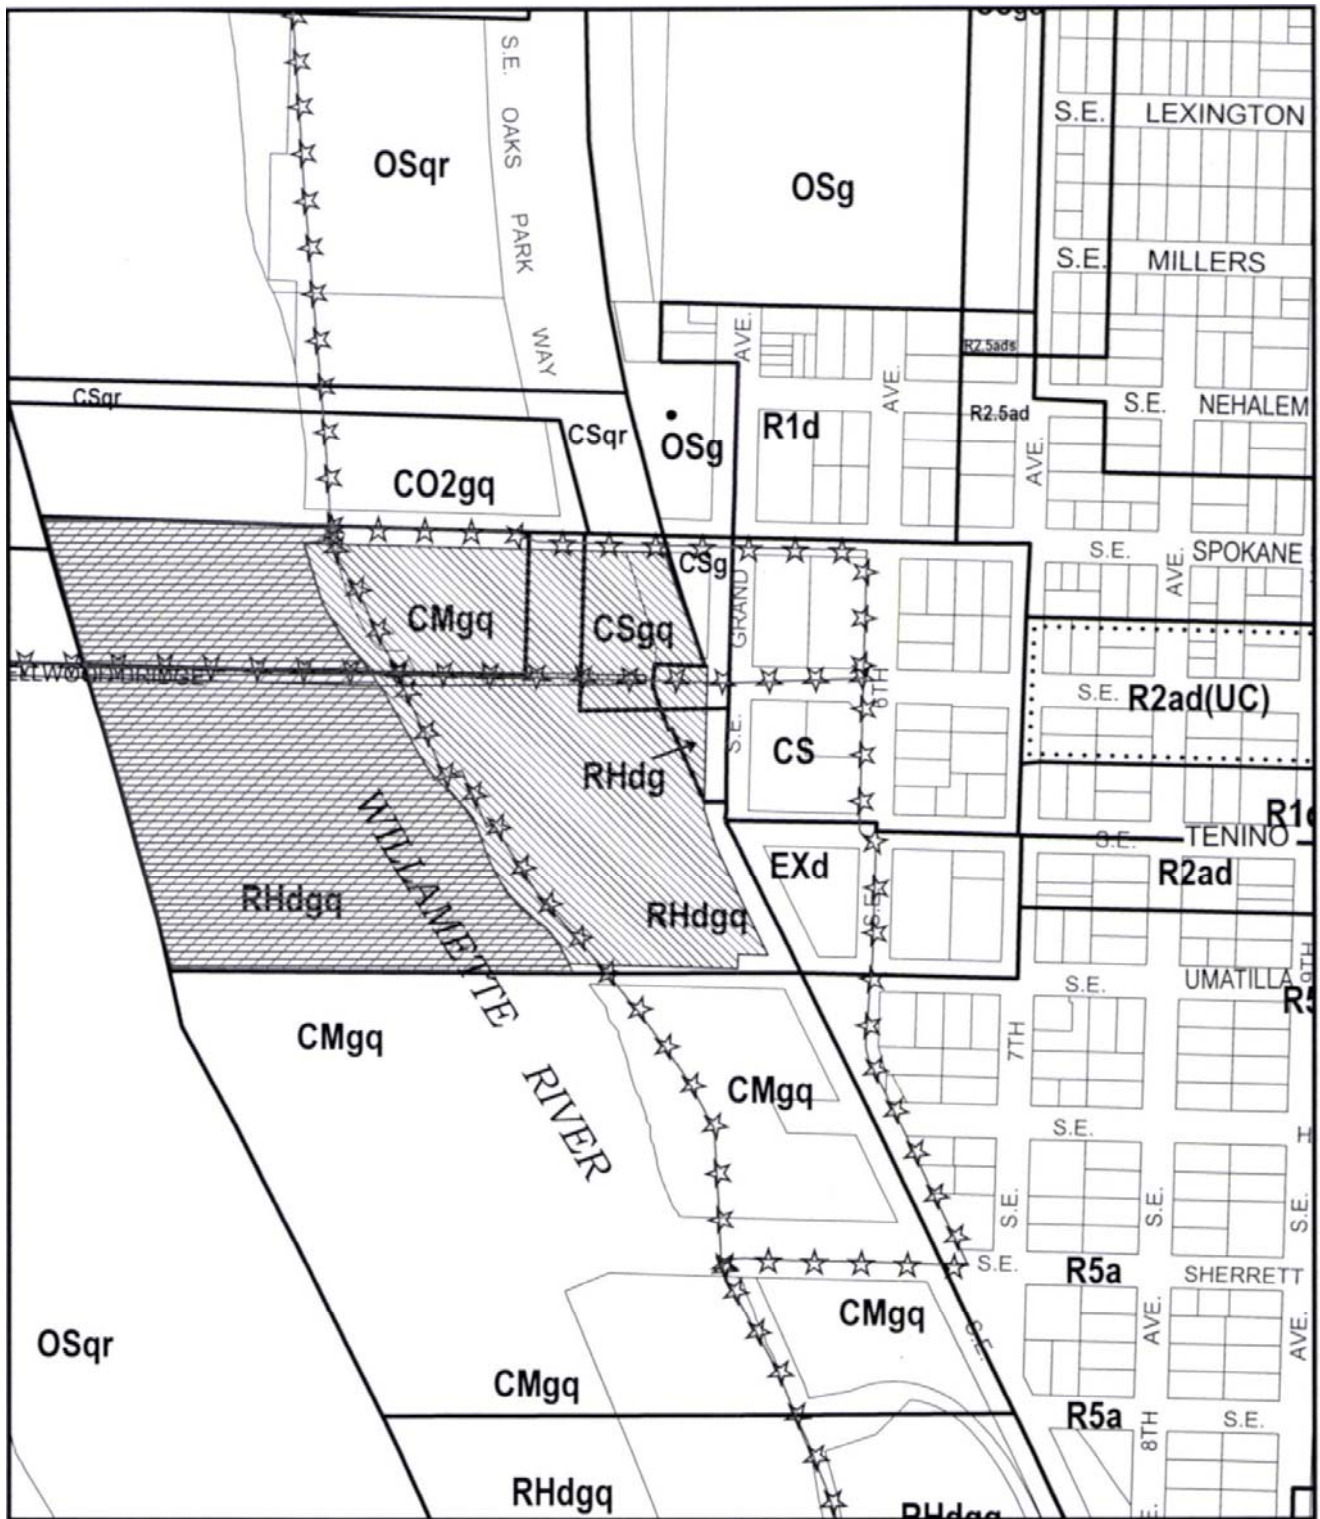 S.E. OAKS PARK WAY
S.E. LEXINGTON
OSqr
OSg
S.E. MILLERS
AVE.
R2.5ads
AVE.
CSqr
S.E. NEHALEM
R2.5ad
R1d
CSqr
OSg
AVE.
CO2gq
S.E. SPOKANE
AVE.
CSg
GRAND
CMgq
CSgq
6TH
S.E. R2ad(UC)
S.E.
CS
RHdg
WILLAMETTE RIVER
S.E. TENINO
EXd
R2ad
RHdgq
RHdgq
S.E.
9TH
S.E. UMATILLA
CMgq
7TH
CMgq
S.E.
S.E.
S.E.
S.E.
S.E. R5a SHERRETT
CMgq
S.E.
AVE.
AVE.
OSqr
CMgq
R5a
S.E.
8TH
RHdgq
RHdgq